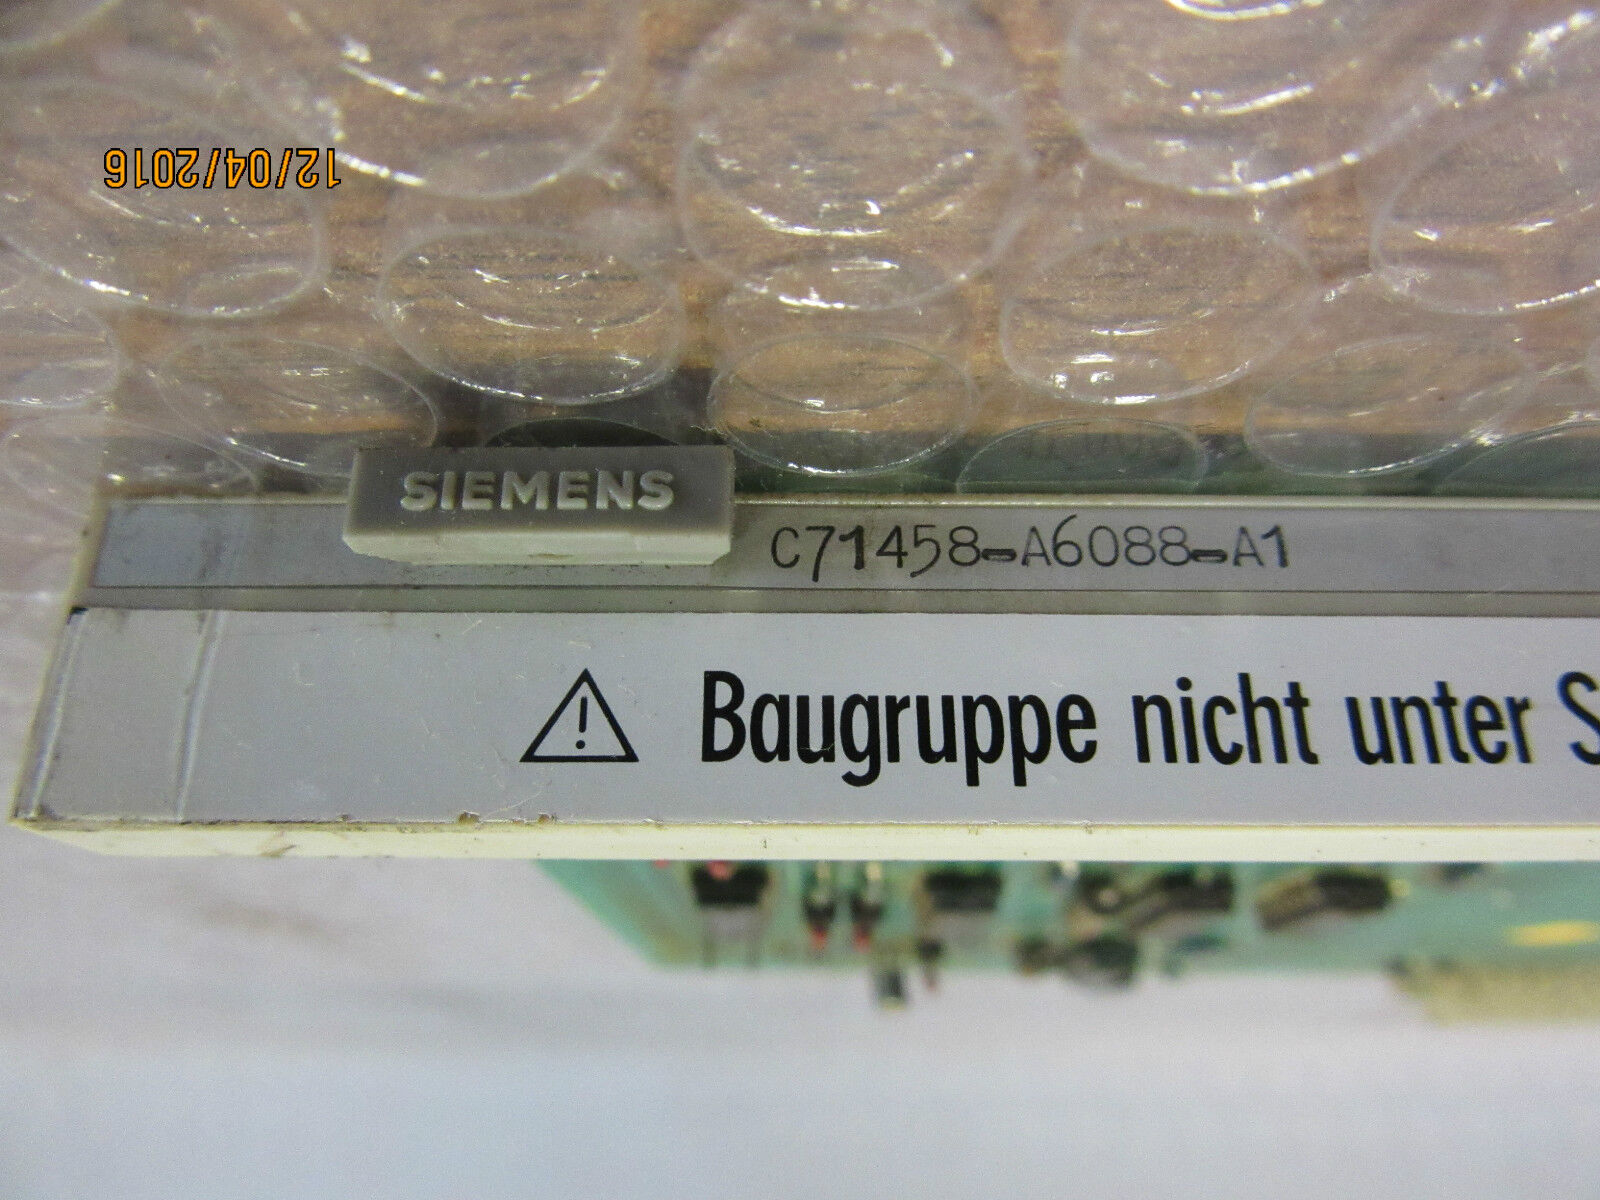 12/04/2016
SIEMENS
C71458-A6088-A1
Baugruppe nicht unter S